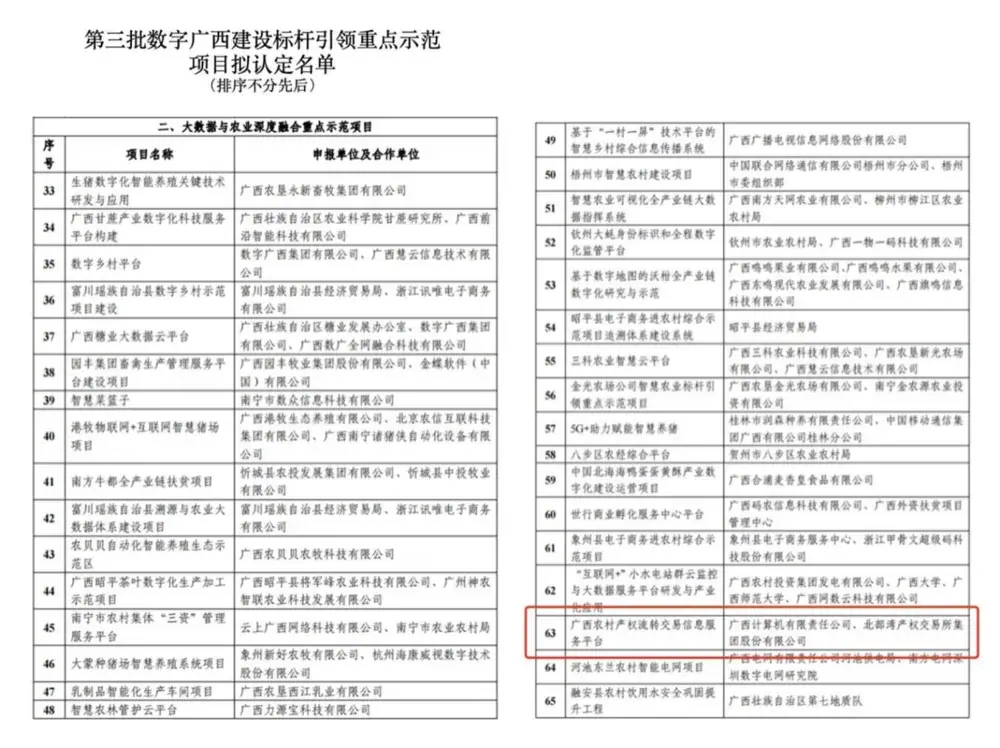 第三批数字广西建设标杆引领重点示范
项目拟认定名单
（排序不分先后）
二、大数据与农业深度融合重点示范项目
序号 项目名称 申报单位及合作单位
33 生猪数字化智能养殖关键技术研发与应用 广西农垦永新畜牧集团有限公司
34 广西甘蔗产业数字化科技服务平台构建 广西壮族自治区农业科学院甘蔗研究所、广西前沿智能科技有限公司
35 数字乡村平台 数字广西集团有限公司、广西慧云信息技术有限公司
36 富川瑶族自治县数字乡村示范项目建设 富川瑶族自治县经济贸易局、浙江讯唯电子商务有限公司
37 广西糖业大数据云平台 广西壮族自治区糖业发展办公室、数字广西集团有限公司、广西数广全网融合科技有限公司
38 园丰集团畜禽生产管理服务平台建设项目 广西园丰牧业集团股份有限公司、金蝶软件（中国）有限公司
39 智慧菜篮子 南宁市数众信息科技有限公司
40 港牧物联网+互联网智慧猪场项目 广西港牧生态养殖有限公司、北京农信互联科技集团有限公司、广西南宁诸猪侠自动化设备有限公司
41 南方牛都全产业链扶贫项目 忻城县农投发展集团有限公司、忻城县中投牧业有限公司
42 富川瑶族自治县溯源与农业大数据体系建设项目 富川瑶族自治县经济贸易局、浙江讯唯电子商务有限公司
43 农贝贝自动化智能养殖生态示范区 广西农贝贝农牧科技有限公司
44 广西昭平茶叶数字化生产加工示范项目 广西昭平县将军峰农业科技有限公司、广州神农智联农业科技发展有限公司
45 南宁市农村集体“三资”管理服务平台 云上广西网络科技有限公司、南宁市农业农村局
46 大蒙种猪场智慧养殖系统项目 象州新好农牧有限公司、杭州海康威视数字技术股份有限公司
47 乳制品智能化生产车间项目 广西农垦西江乳业有限公司
48 智慧农林管护云平台 广西力源宝科技有限公司
49 基于“一村一屏”技术平台的智慧乡村综合信息传播系统 广西广播电视信息网络股份有限公司
50 梧州市智慧农村建设项目 中国联合网络通信有限公司梧州市分公司、梧州市委组织部
51 智慧农业可视化全产业链大数据指挥系统 广西南方天网农业有限公司、柳州市柳江区农业农村局
52 钦州大蚝身份标识和全程数字化监管平台 钦州市农业农村局、广西一物一码科技有限公司
53 基于数字地图的沃柑全产业链数字化研究与示范 广西鸣鸣果业有限公司、广西鸣鸣水果有限公司、广西东鸣现代农业发展有限公司、广西旗鸣信息科技有限公司
54 昭平县电子商务进农村综合示范项目追溯体系建设系统 昭平县经济贸易局
55 三科农业智慧云平台 广西三科农业科技有限公司、广西农垦新光农场有限公司、广西慧云信息技术有限公司
56 金光农场公司智慧农业标杆引领重点示范项目 广西农垦金光农场有限公司、南宁金农源农业投资有限公司
57 5G+助力赋能智慧养猪 桂林市润森种养有限责任公司、中国移动通信集团广西有限公司桂林分公司
58 八步区农经综合平台 贺州市八步区农业农村局
59 中国北海海鸭蛋蛋黄酥产业数字化建设运营项目 广西合浦麦香皇食品有限公司
60 世行商业孵化服务中心平台 广西码农信息科技有限公司、广西外资扶贫项目管理中心
61 象州县电子商务进农村综合示范项目 象州县电子商务服务中心、浙江甲骨文超级码科技股份有限公司
62 “互联网+”小水电站群云监控与大数据服务平台研发与产业化应用 广西农村投资集团发电有限公司、广西大学、广西师范大学、广西网数云科技有限公司
63 广西农村产权流转交易信息服务平台 广西计算机有限责任公司、北部湾产权交易所集团股份有限公司
64 河池东兰农村智能电网项目 广西电网有限责任公司河池供电局、南方电网深圳数字电网研究院
65 融安县农村饮用水安全巩固提升工程 广西壮族自治区第七地质队